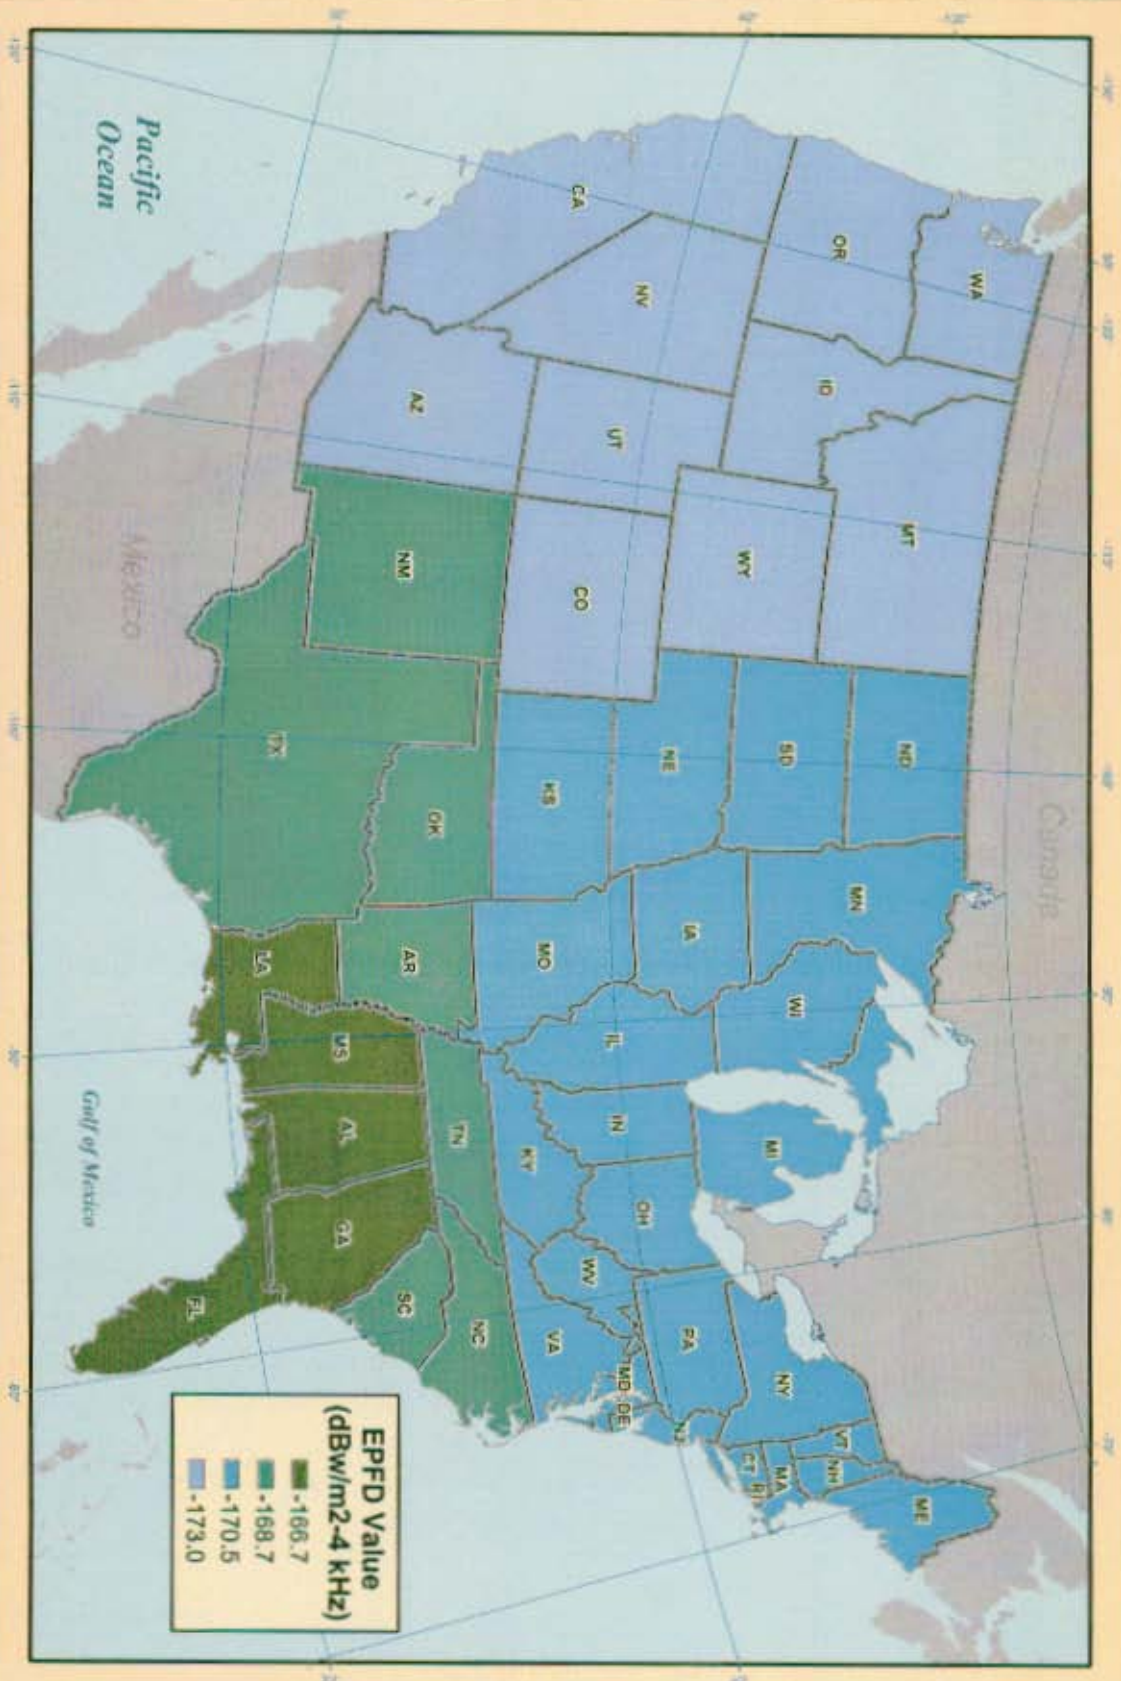 Canada
WA
OR
ID
MT
ND
MN
SD
WY
NV
UT
CO
NE
IA
WI
MI
NY
VT
NH
ME
MA
CT
RI
PA
NJ
OH
IN
IL
MO
KS
CA
AZ
NM
OK
AR
TN
KY
WV
VA
MD
DE
NC
SC
GA
AL
MS
LA
TX
FL
Pacific
Ocean
Mexico
Gulf of Mexico
EPFD Value
(dBw/m2-4 kHz)
-166.7
-168.7
-170.5
-173.0